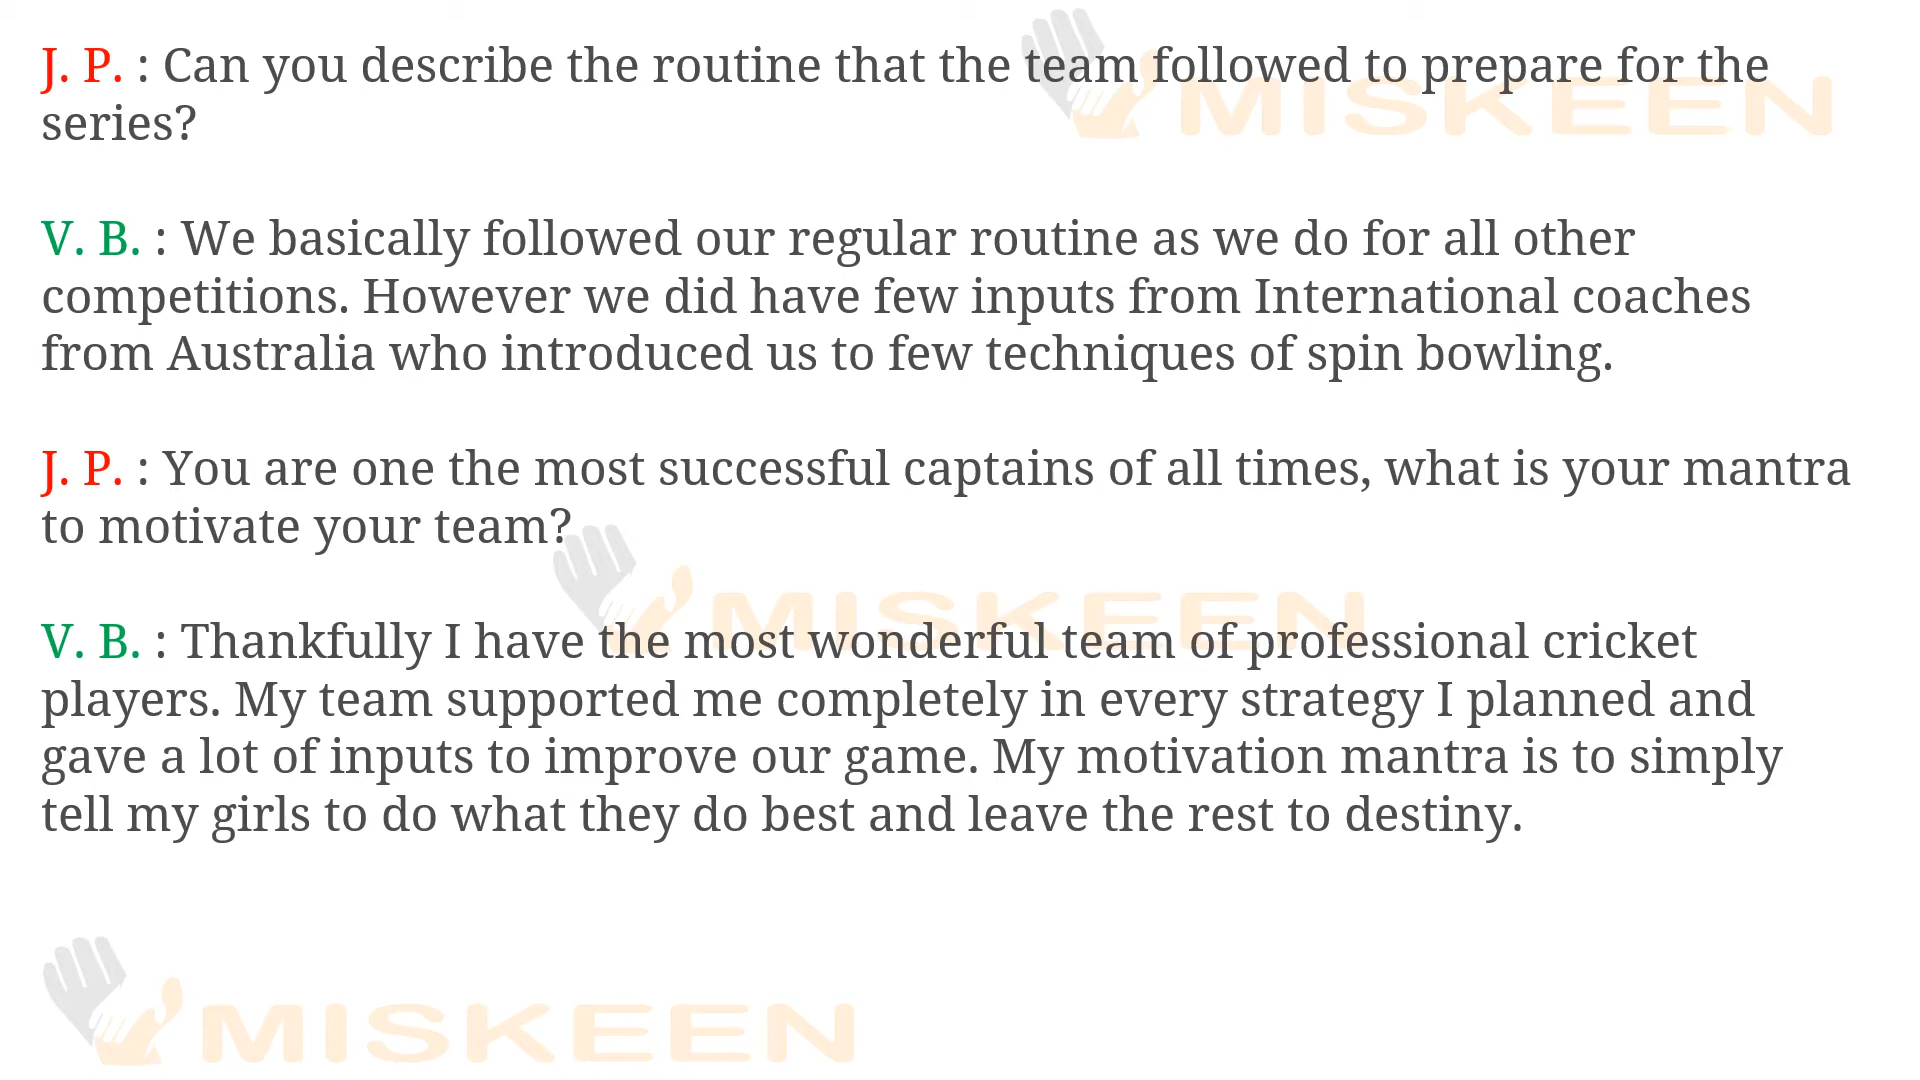 J. P. : Can you describe the routine that the team followed to prepare for the
series?
V. B. : We basically followed our regular routine as we do for all other
competitions. However we did have few inputs from International coaches
from Australia who introduced us to few techniques of spin bowling.
J. P. : You are one the most successful captains of all times, what is your mantra
to motivate your team?
V. B. : Thankfully I have the most wonderful team of professional cricket
players. My team supported me completely in every strategy I planned and
gave a lot of inputs to improve our game. My motivation mantra is to simply
tell my girls to do what they do best and leave the rest to destiny.
MISKEEN
MISKEEN
MISKEEN